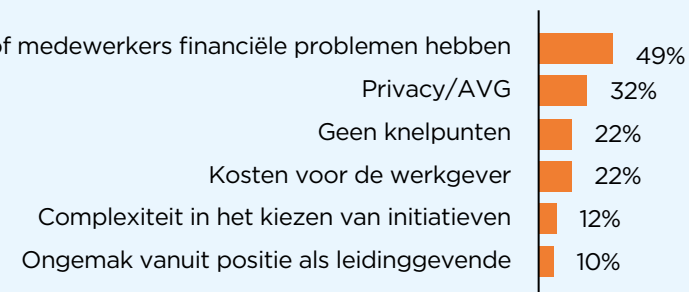 of medewerkers financiële problemen hebben 49%
Privacy/AVG 32%
Geen knelpunten 22%
Kosten voor de werkgever 22%
Complexiteit in het kiezen van initiatieven 12%
Ongemak vanuit positie als leidinggevende 10%